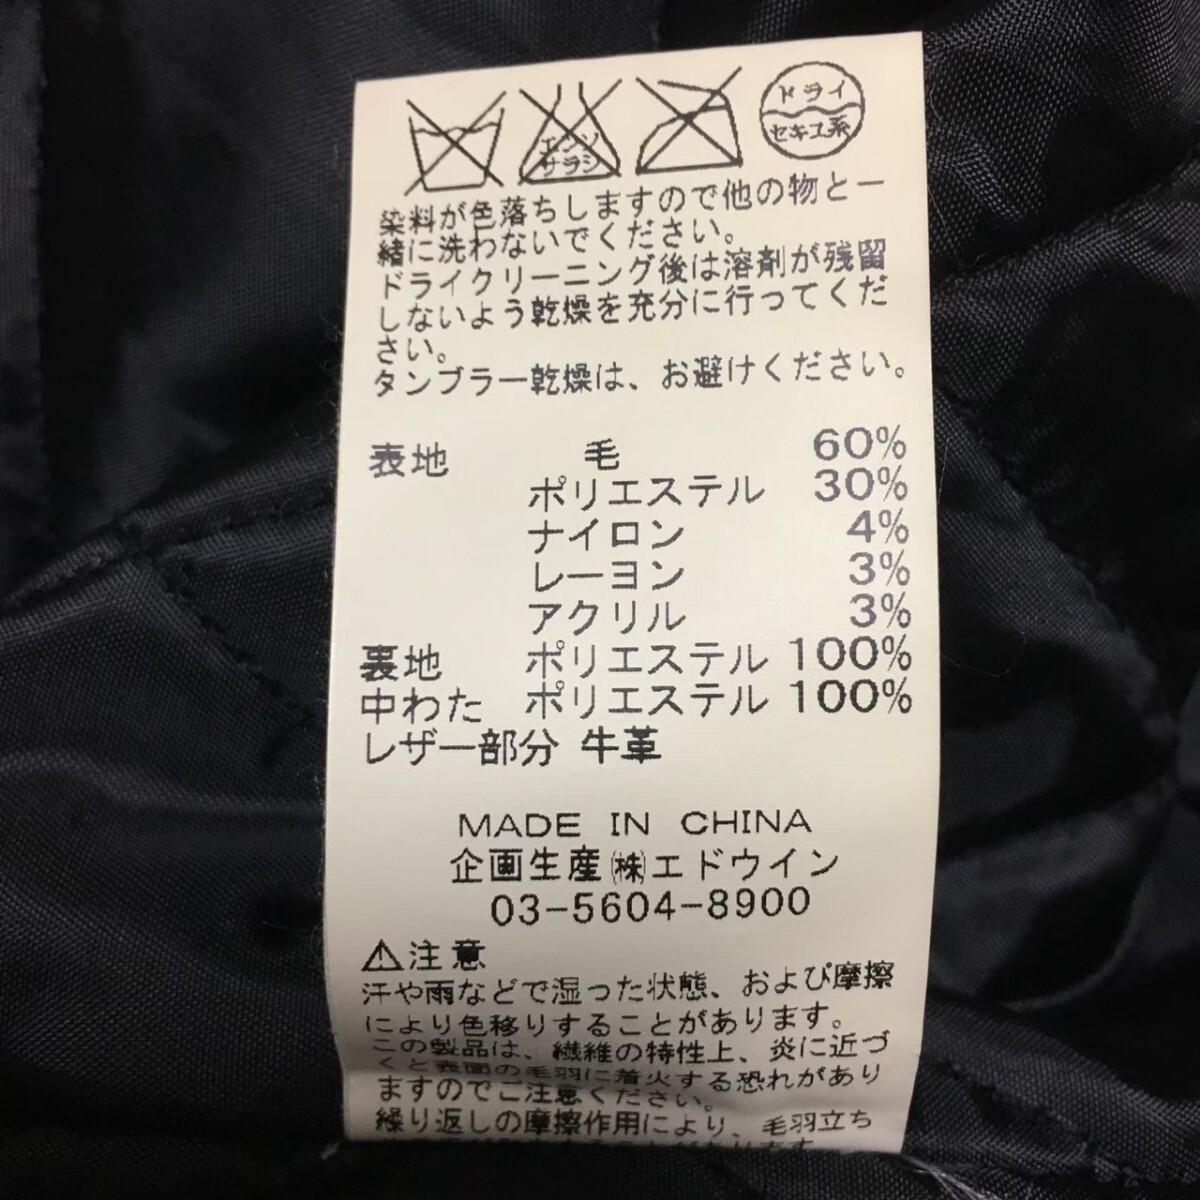 エンソ
サラシ
ドライ
セキユ系
染料が色落ちしますので他の物と一
緒に洗わないでください。
ドライクリーニング後は溶剤が残留
しないよう乾燥を充分に行ってくだ
さい。
タンブラー乾燥は、お避けください。
表地 毛 60%
ポリエステル 30%
ナイロン 4%
レーヨン 3%
アクリル 3%
裏地 ポリエステル 100%
中わた ポリエステル 100%
レザー部分 牛革
MADE IN CHINA
企画生産㈱エドウイン
03-5604-8900
⚠注意
汗や雨などで湿った状態、および摩擦
により色移りすることがあります。
この製品は、繊維の特性上、炎に近づ
くと表面の毛羽に着火する恐れがあり
ますのでご注意ください。
繰り返しの摩擦作用により、毛羽立ち